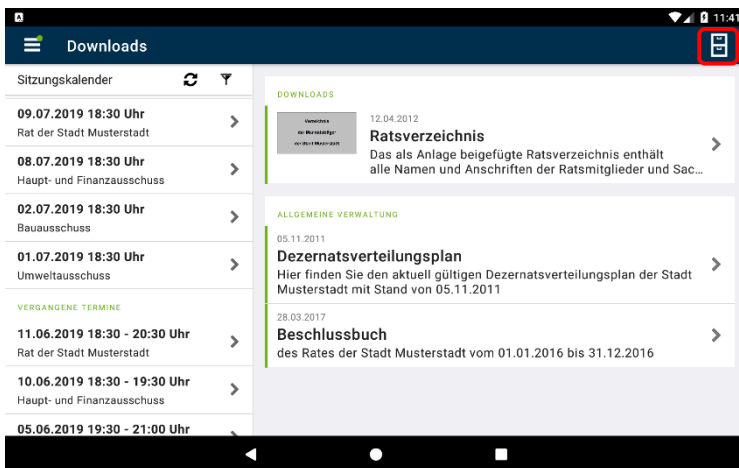 A
11:41
Downloads
Sitzungskalender
09.07.2019 18:30 Uhr
Rat der Stadt Musterstadt
08.07.2019 18:30 Uhr
Haupt- und Finanzausschuss
02.07.2019 18:30 Uhr
Bauausschuss
01.07.2019 18:30 Uhr
Umweltausschuss
VERGANGENE TERMINE
11.06.2019 18:30 - 20:30 Uhr
Rat der Stadt Musterstadt
10.06.2019 18:30 - 19:30 Uhr
Haupt- und Finanzausschuss
05.06.2019 19:30 - 21:00 Uhr
DOWNLOADS
Verzeichnis
der Mandatsträger
der Stadt Musterstadt
12.04.2012
Ratsverzeichnis
Das als Anlage beigefügte Ratsverzeichnis enthält
alle Namen und Anschriften der Ratsmitglieder und Sac...
ALLGEMEINE VERWALTUNG
05.11.2011
Dezernatsverteilungsplan
Hier finden Sie den aktuell gültigen Dezernatsverteilungsplan der Stadt
Musterstadt mit Stand von 05.11.2011
28.03.2017
Beschlussbuch
des Rates der Stadt Musterstadt vom 01.01.2016 bis 31.12.2016